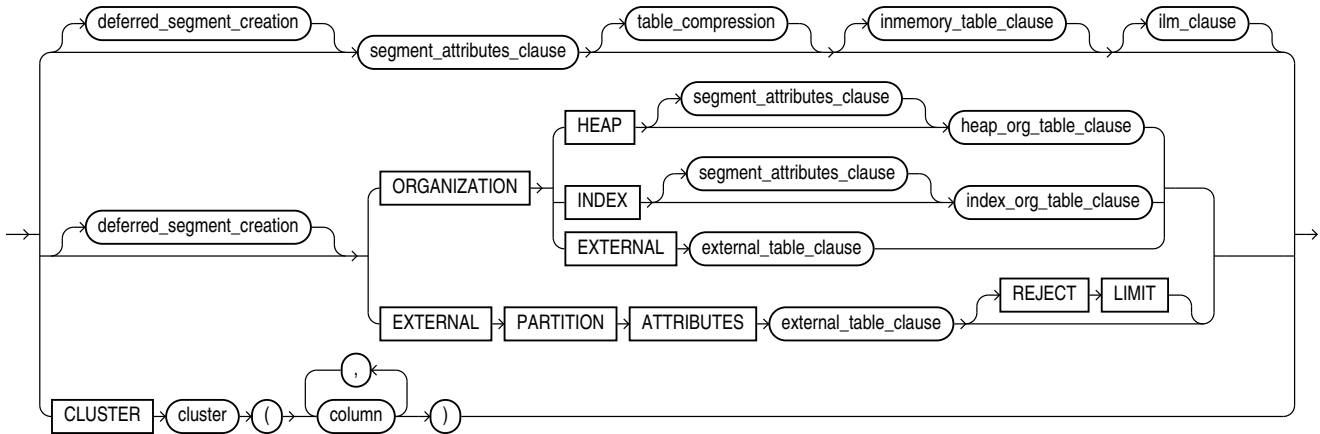 deferred_segment_creation table_compression inmemory_table_clause ilm_clause
segment_attributes_clause
segment_attributes_clause
HEAP heap_org_table_clause
segment_attributes_clause
ORGANIZATION
INDEX index_org_table_clause
deferred_segment_creation
EXTERNAL external_table_clause
REJECT LIMIT
EXTERNAL PARTITION ATTRIBUTES external_table_clause
,
CLUSTER cluster ( column )